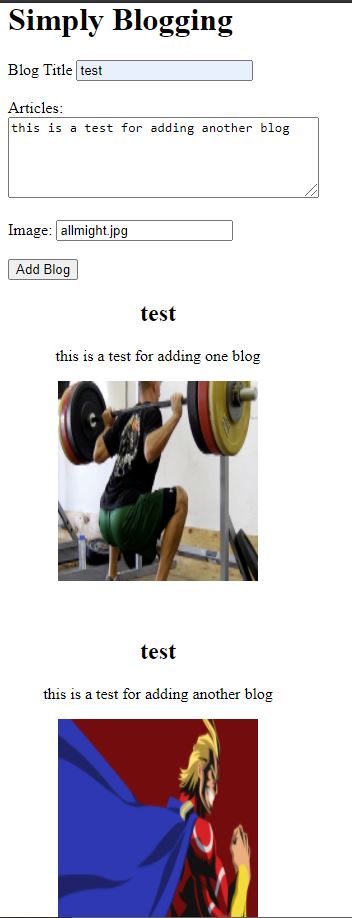 Simply Blogging
Blog Title test
Articles:
this is a test for adding another blog
Image: allmight.jpg
Add Blog
test
this is a test for adding one blog
test
this is a test for adding another blog